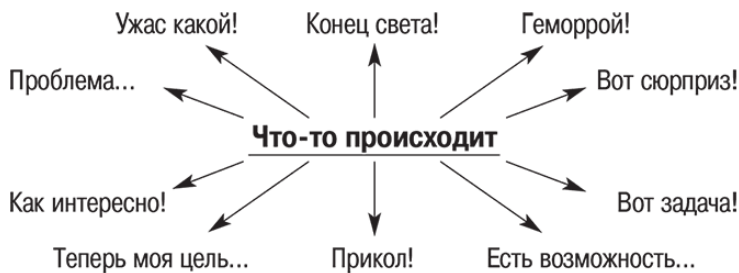 Ужас какой! Конец света! Геморрой!
Проблема... Вот сюрприз!
Что-то происходит
Как интересно! Вот задача!
Теперь моя цель... Прикол! Есть возможность...